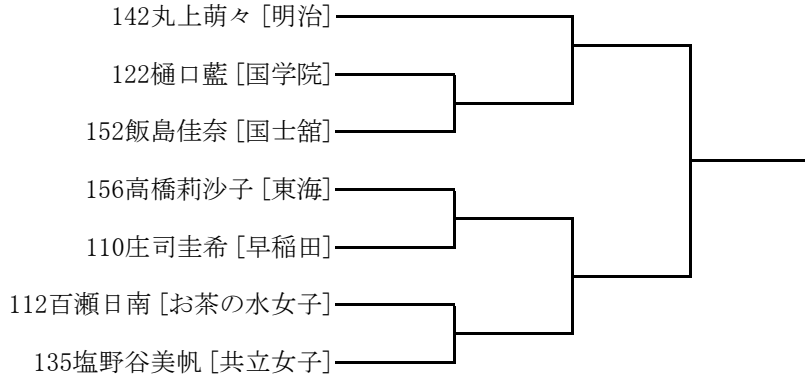 142丸上萌々 [明治]
122樋口藍 [国学院]
152飯島佳奈 [国士舘]
156高橋莉沙子 [東海]
110庄司圭希 [早稲田]
112百瀬日南 [お茶の水女子]
135塩野谷美帆 [共立女子]